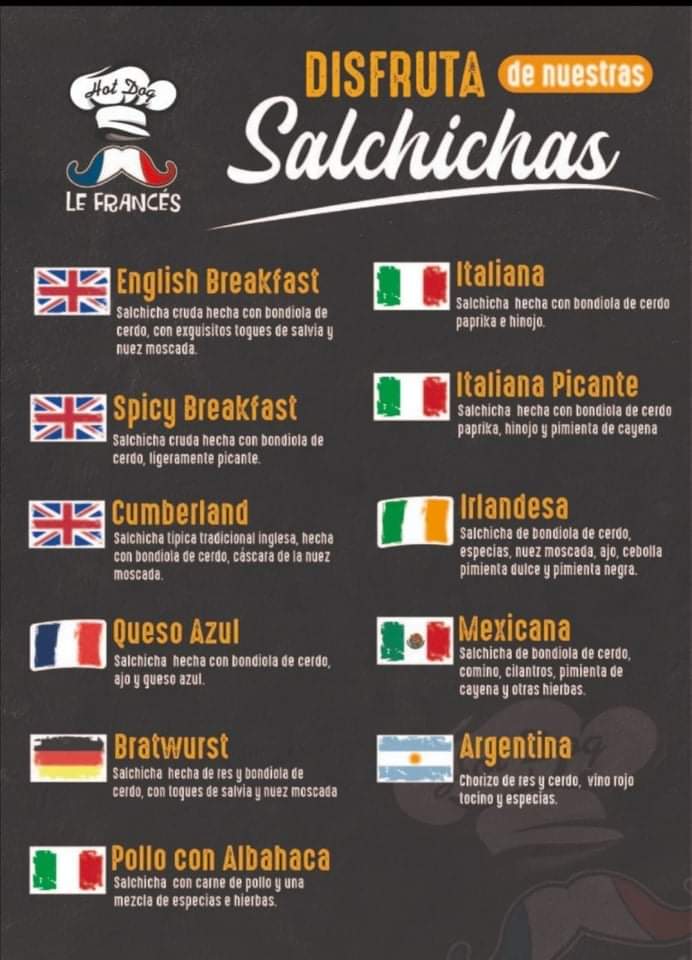 Hot Dog
LE FRANCÉS
DISFRUTA de nuestras
Salchichas
English Breakfast
Salchicha cruda hecha con bondiola de
cerdo, con exquisitos toques de salvia y
nuez moscada.
Spicy Breakfast
Salchicha cruda hecha con bondiola de
cerdo, ligeramente picante.
Cumberland
Salchicha típica tradicional inglesa, hecha
con bondiola de cerdo, cáscara de la nuez
moscada.
Queso Azul
Salchicha hecha con bondiola de cerdo,
ajo y queso azul.
Bratwurst
Salchicha hecha de res y bondiola de
cerdo, con toques de salvia y nuez moscada
Pollo con Albahaca
Salchicha con carne de pollo y una
mezcla de especias e hierbas.
Italiana
Salchicha hecha con bondiola de cerdo
paprika e hinojo.
Italiana Picante
Salchicha hecha con bondiola de cerdo
paprika, hinojo y pimienta de cayena
Irlandesa
Salchicha de bondiola de cerdo,
especias, nuez moscada, ajo, cebolla
pimienta dulce y pimienta negra.
Mexicana
Salchicha de bondiola de cerdo,
comino, cilantros, pimienta de
cayena y otras hierbas.
Argentina
Chorizo de res y cerdo, vino rojo
tocino y especias.